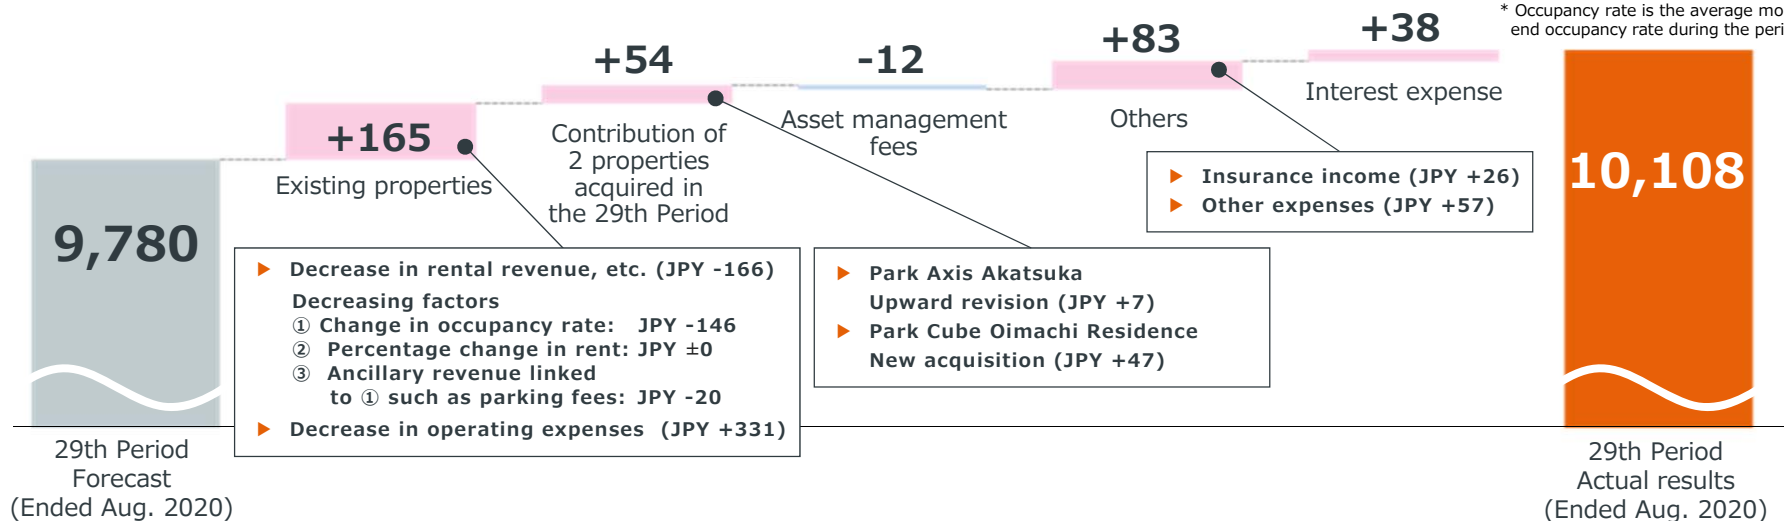 * Occupancy rate is the average mo
end occupancy rate during the peri
9,780
29th Period
Forecast
(Ended Aug. 2020)
+165
Existing properties
▶ Decrease in rental revenue, etc. (JPY -166)
Decreasing factors
① Change in occupancy rate: JPY -146
② Percentage change in rent: JPY ±0
③ Ancillary revenue linked
to ① such as parking fees: JPY -20
▶ Decrease in operating expenses (JPY +331)
+54
Contribution of
2 properties
acquired in
the 29th Period
▶ Park Axis Akatsuka
Upward revision (JPY +7)
▶ Park Cube Oimachi Residence
New acquisition (JPY +47)
-12
Asset management
fees
+83
Others
▶ Insurance income (JPY +26)
▶ Other expenses (JPY +57)
+38
Interest expense
10,108
29th Period
Actual results
(Ended Aug. 2020)